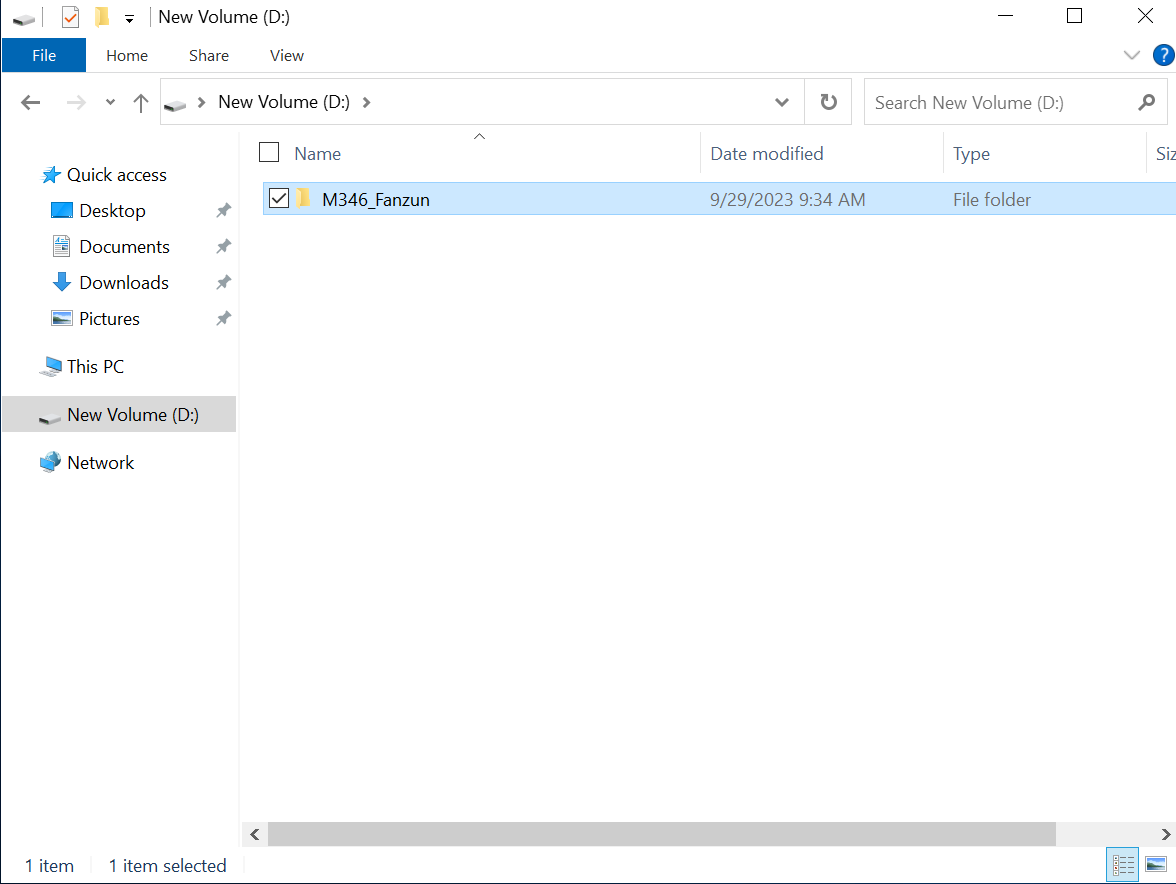 New Volume (D:)
File Home Share View ?
New Volume (D:) Search New Volume (D:)
Name Date modified Type Siz
M346_Fanzun 9/29/2023 9:34 AM File folder
Quick access
Desktop
Documents
Downloads
Pictures
This PC
New Volume (D:)
Network
1 item 1 item selected